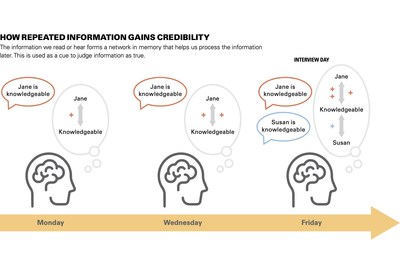 HOW REPEATED INFORMATION GAINS CREDIBILITY
The information we read or hear forms a network in memory that helps us process the information
later. This is used as a cue to judge information as true.
INTERVIEW DAY
Jane is
knowledgeable
Jane
+
Knowledgeable
Jane is
knowledgeable
Jane
+ +
Knowledgeable
Jane is
knowledgeable
Susan is
knowledgeable
Jane
+ +
+
Knowledgeable
+
Susan
Monday
Wednesday
Friday